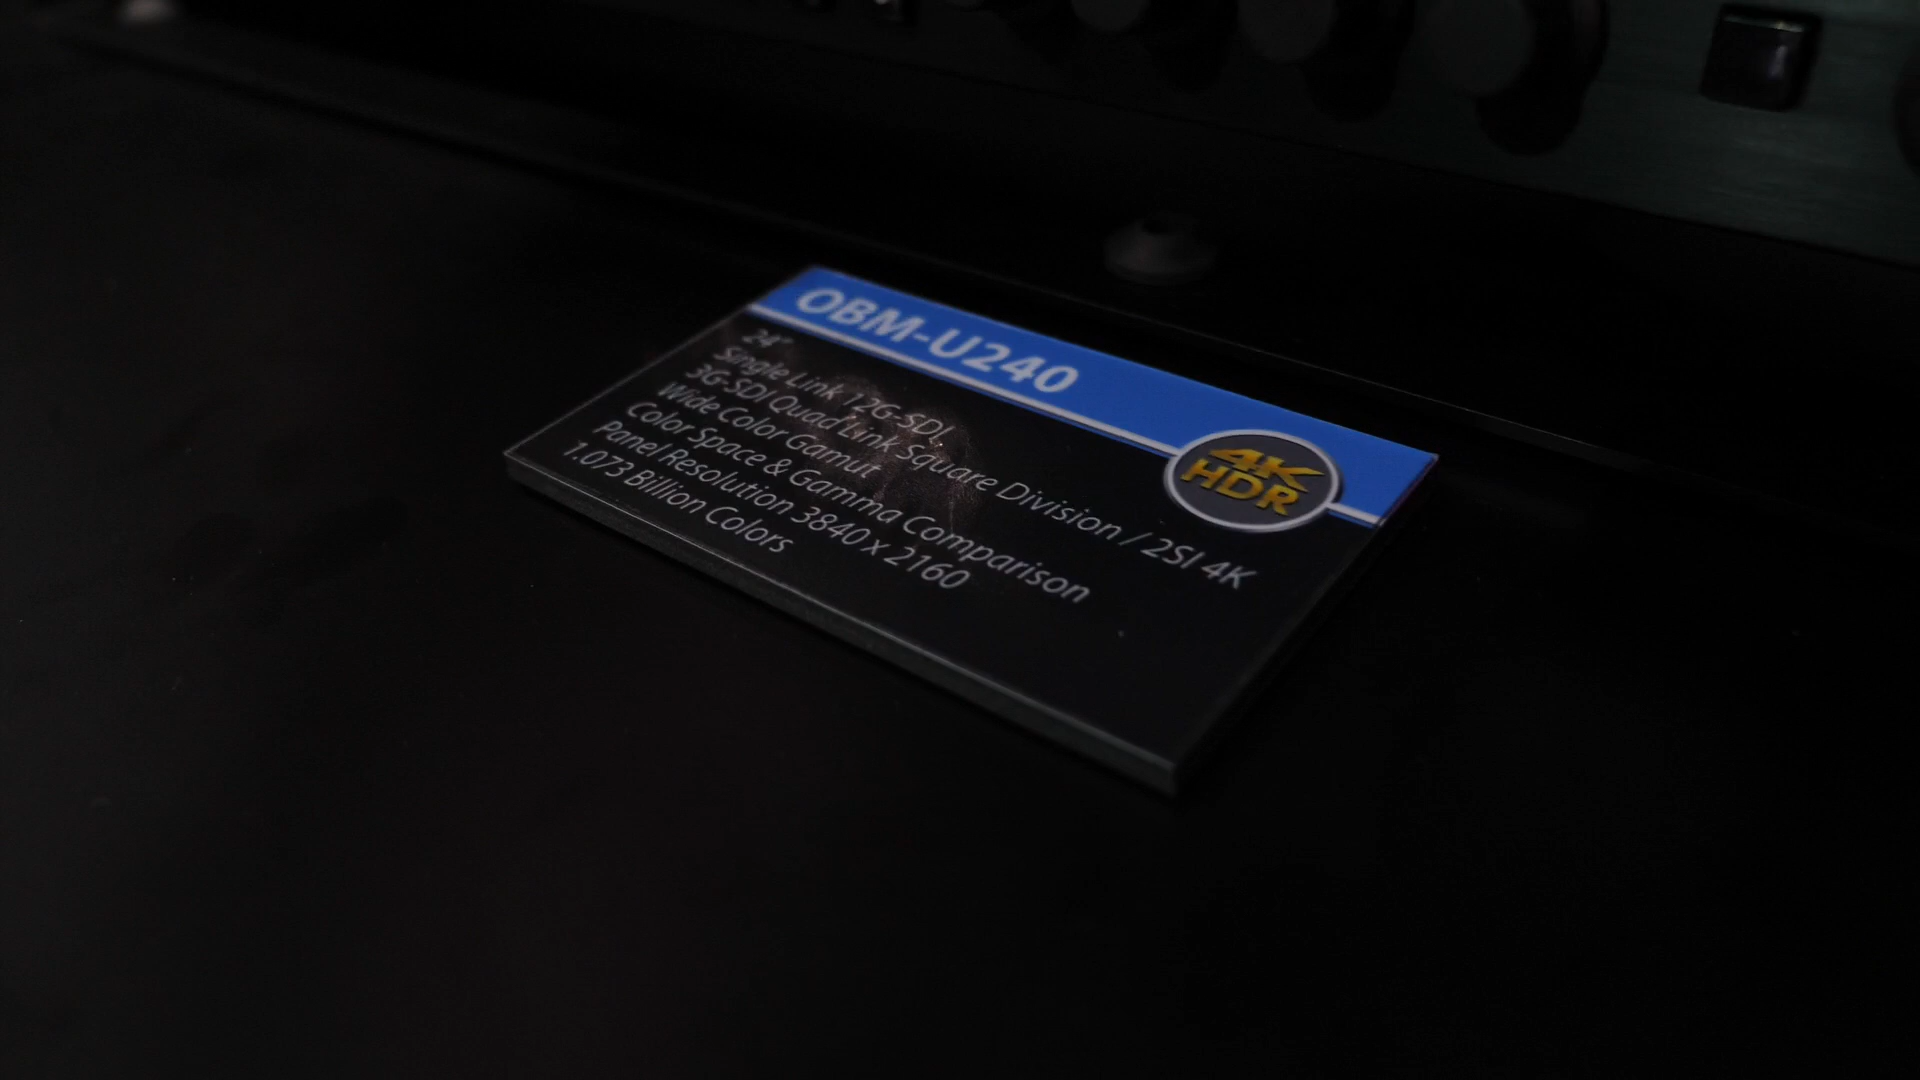 OBM-U240
4K
HDR
24"
Single Link 12G-SDI
3G-SDI Quad Link Square Division / 2SI 4K
Wide Color Gamut
Color Space & Gamma Comparison
Panel Resolution 3840 x 2160
1.073 Billion Colors